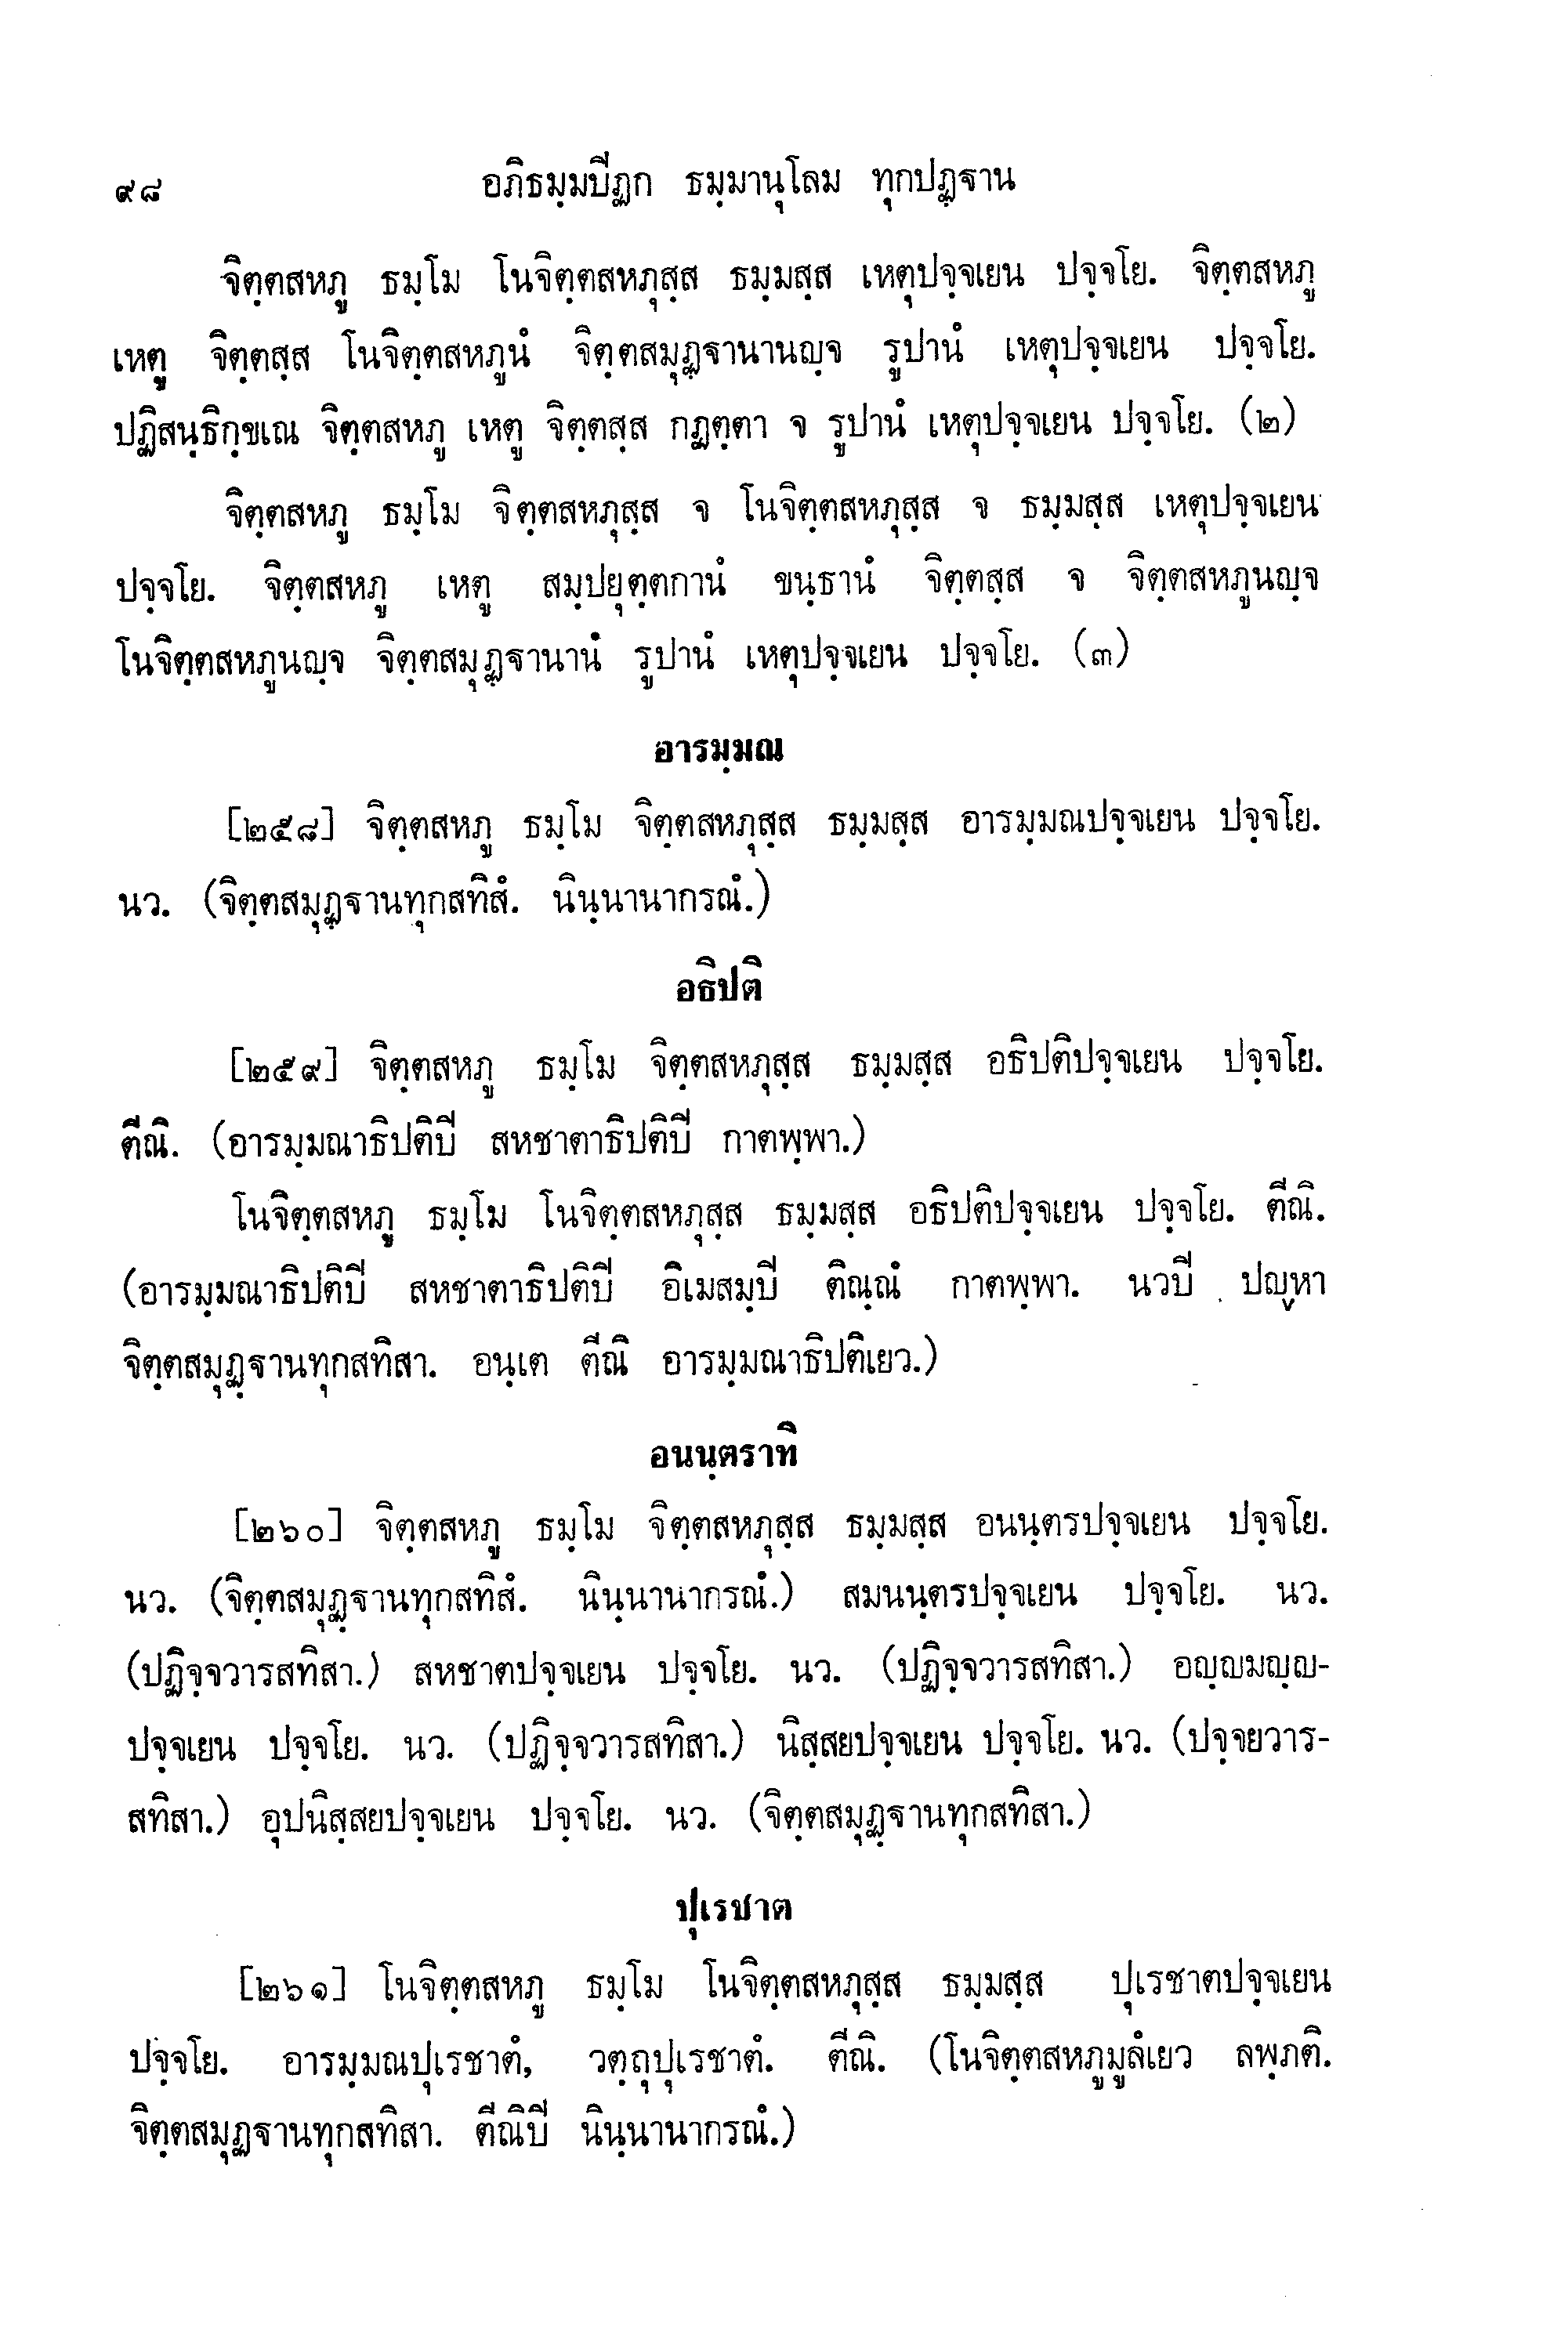 ๙๘ อภิธมฺมปีฏก ธมฺมานุโลม ทุกปฏฺฐาน
จิตฺตสหภู ธมฺโม โนจิตฺตสหภุสฺส ธมฺมสฺส เหตุปจฺจเยน ปจฺจโย. จิตฺตสหภู
เหตู จิตฺตสฺส โนจิตฺตสหภูนํ จิตฺตสมุฏฺฐานานญฺจ รูปานํ เหตุปจฺจเยน ปจฺจโย.
ปฏิสนฺธิกฺขเณ จิตฺตสหภู เหตู จิตฺตสฺส กฏตฺตา จ รูปานํ เหตุปจฺจเยน ปจฺจโย. (๒)
จิตฺตสหภู ธมฺโม จิตฺตสหภุสฺส จ โนจิตฺตสหภุสฺส จ ธมฺมสฺส เหตุปจฺจเยน
ปจฺจโย. จิตฺตสหภู เหตู สมฺปยุตฺตกานํ ขนฺธานํ จิตฺตสฺส จ จิตฺตสหภูนญฺจ
โนจิตฺตสหภูนญฺจ จิตฺตสมุฏฺฐานานํ รูปานํ เหตุปจฺจเยน ปจฺจโย. (๓)
อารมฺมณ
[๒๕๘] จิตฺตสหภู ธมฺโม จิตฺตสหภุสฺส ธมฺมสฺส อารมฺมณปจฺจเยน ปจฺจโย.
นว. (จิตฺตสมุฏฺฐานทุกสทิสํ. นินฺนานากรณํ.)
อธิปติ
[๒๕๙] จิตฺตสหภู ธมฺโม จิตฺตสหภุสฺส ธมฺมสฺส อธิปติปจฺจเยน ปจฺจโย.
ตีณิ. (อารมฺมณาธิปติปี สหชาตาธิปติปี กาตพฺพา.)
โนจิตฺตสหภู ธมฺโม โนจิตฺตสหภุสฺส ธมฺมสฺส อธิปติปจฺจเยน ปจฺจโย. ตีณิ.
(อารมฺมณาธิปติปี สหชาตาธิปติปี อิเมสมฺปี ติณฺณํ กาตพฺพา. นวปี ปญฺหา
จิตฺตสมุฏฺฐานทุกสทิสา. อนฺเต ตีณิ อารมฺมณาธิปติเยว.)
อนนฺตราทิ
[๒๖๐] จิตฺตสหภู ธมฺโม จิตฺตสหภุสฺส ธมฺมสฺส อนนฺตรปจฺจเยน ปจฺจโย.
นว. (จิตฺตสมุฏฺฐานทุกสทิสํ. นินฺนานากรณํ.) สมนนฺตรปจฺจเยน ปจฺจโย. นว.
(ปฏิจฺจวารสทิสา.) สหชาตปจฺจเยน ปจฺจโย. นว. (ปฏิจฺจวารสทิสา.) อญฺญมญฺญ-
ปจฺจเยน ปจฺจโย. นว. (ปฏิจฺจวารสทิสา.) นิสฺสยปจฺจเยน ปจฺจโย. นว. (ปจฺจยวาร-
สทิสา.) อุปนิสฺสยปจฺจเยน ปจฺจโย. นว. (จิตฺตสมุฏฺฐานทุกสทิสา.)
ปุเรชาต
[๒๖๑] โนจิตฺตสหภู ธมฺโม โนจิตฺตสหภุสฺส ธมฺมสฺส ปุเรชาตปจฺจเยน
ปจฺจโย. อารมฺมณปุเรชาตํ, วตฺถุปุเรชาตํ. ตีณิ. (โนจิตฺตสหภูมูลํเยว ลพฺภติ.
จิตฺตสมุฏฺฐานทุกสทิสา. ตีณิปี นินฺนานากรณํ.)